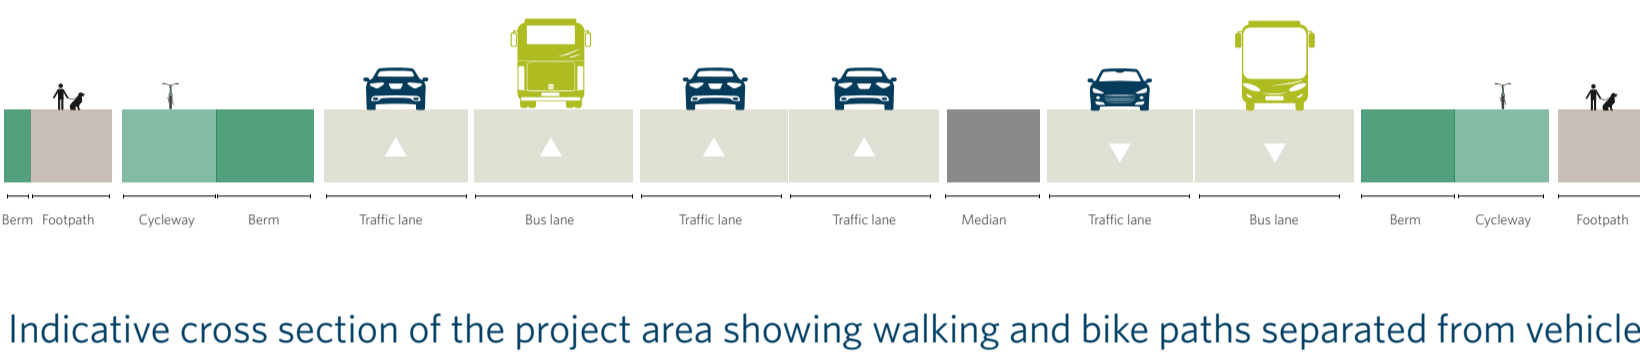 Berm Footpath Cycleway Berm Traffic lane Bus lane Traffic lane Traffic lane Median Traffic lane Bus lane Berm Cycleway Footpath
Indicative cross section of the project area showing walking and bike paths separated from vehicle